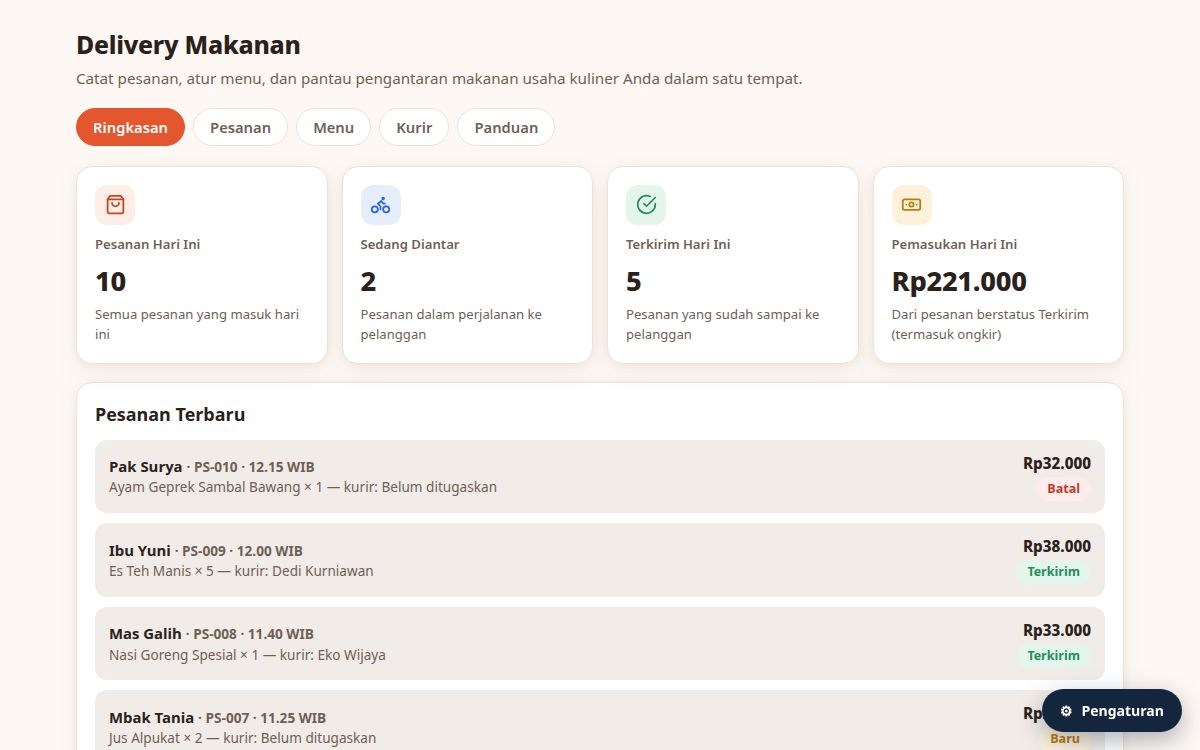 Delivery Makanan
Catat pesanan, atur menu, dan pantau pengantaran makanan usaha kuliner Anda dalam satu tempat.
Ringkasan
Pesanan
Menu
Kurir
Panduan
Pesanan Hari Ini
10
Semua pesanan yang masuk hari
ini
Sedang Diantar
2
Pesanan dalam perjalanan ke
pelanggan
Terkirim Hari Ini
5
Pesanan yang sudah sampai ke
pelanggan
Pemasukan Hari Ini
Rp221.000
Dari pesanan berstatus Terkirim
(termasuk ongkir)
Pesanan Terbaru
Pak Surya · PS-010 · 12.15 WIB
Ayam Geprek Sambal Bawang × 1 — kurir: Belum ditugaskan
Rp32.000
Batal
Ibu Yuni · PS-009 · 12.00 WIB
Es Teh Manis × 5 — kurir: Dedi Kurniawan
Rp38.000
Terkirim
Mas Galih · PS-008 · 11.40 WIB
Nasi Goreng Spesial × 1 — kurir: Eko Wijaya
Rp33.000
Terkirim
Mbak Tania · PS-007 · 11.25 WIB
Jus Alpukat × 2 — kurir: Belum ditugaskan
Rp
Baru
Pengaturan